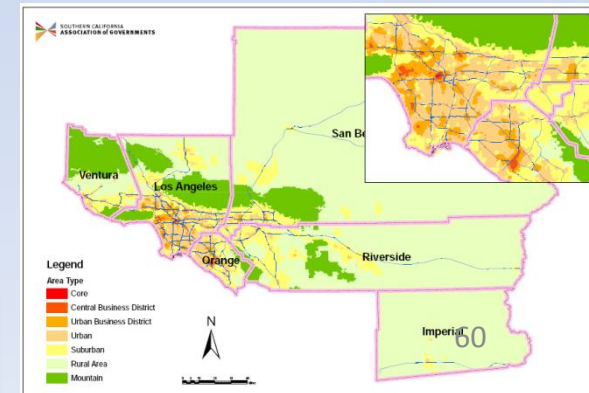 SOUTHERN CALIFORNIA
ASSOCIATION of GOVERNMENTS
San Be
Ventura
Los Angeles
Orange
Riverside
Imperial
60
Legend
Area Type
Core
Central Business District
Urban Business District
Urban
Suburban
Rural Area
Mountain
N